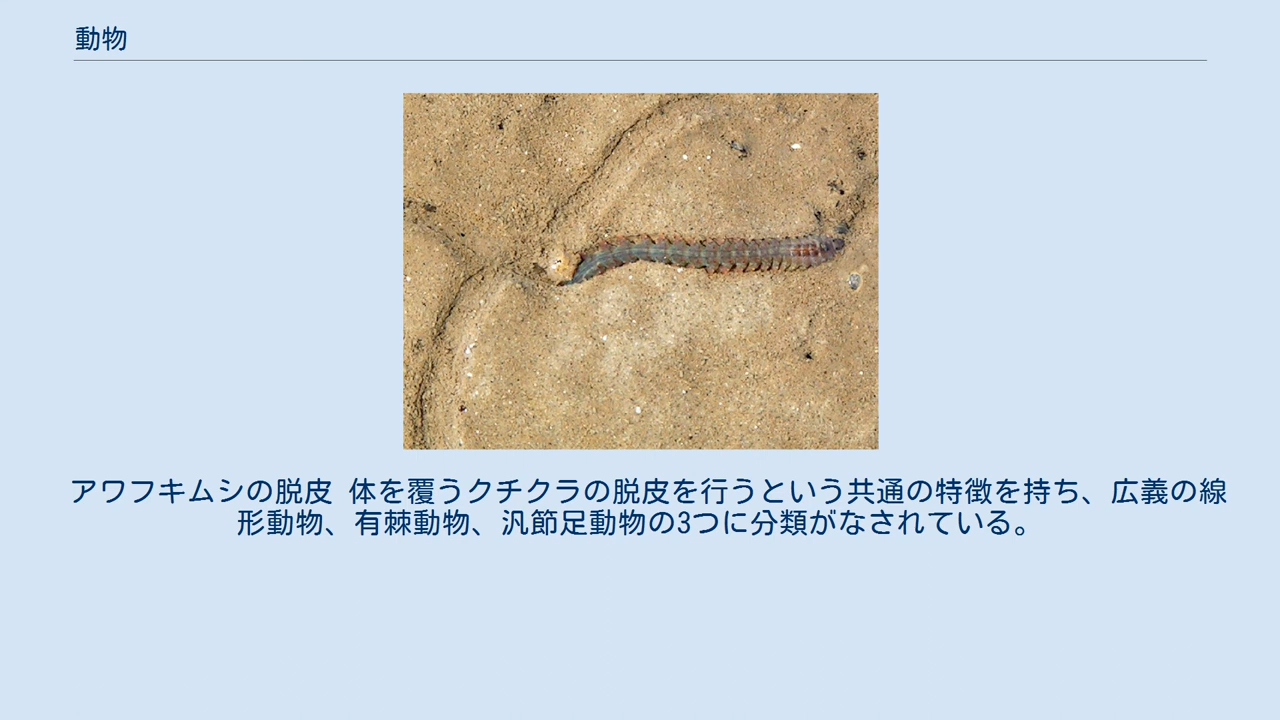 動物
アワフキムシの脱皮 体を覆うクチクラの脱皮を行うという共通の特徴を持ち、広義の線
形動物、有棘動物、汎節足動物の3つに分類がなされている。